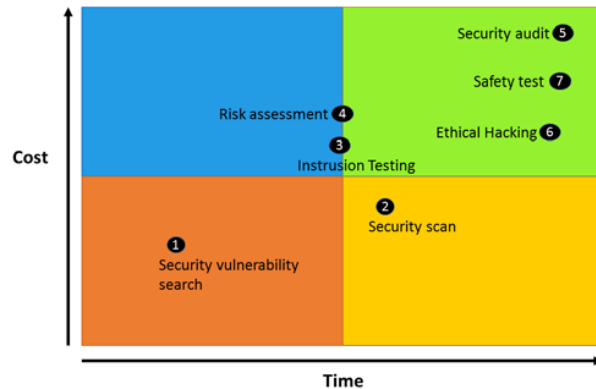 Security audit 5
Safety test 7
Risk assessment 4
Ethical Hacking 6
3
Instrusion Testing
Cost
2
Security scan
1
Security vulnerability
search
Time